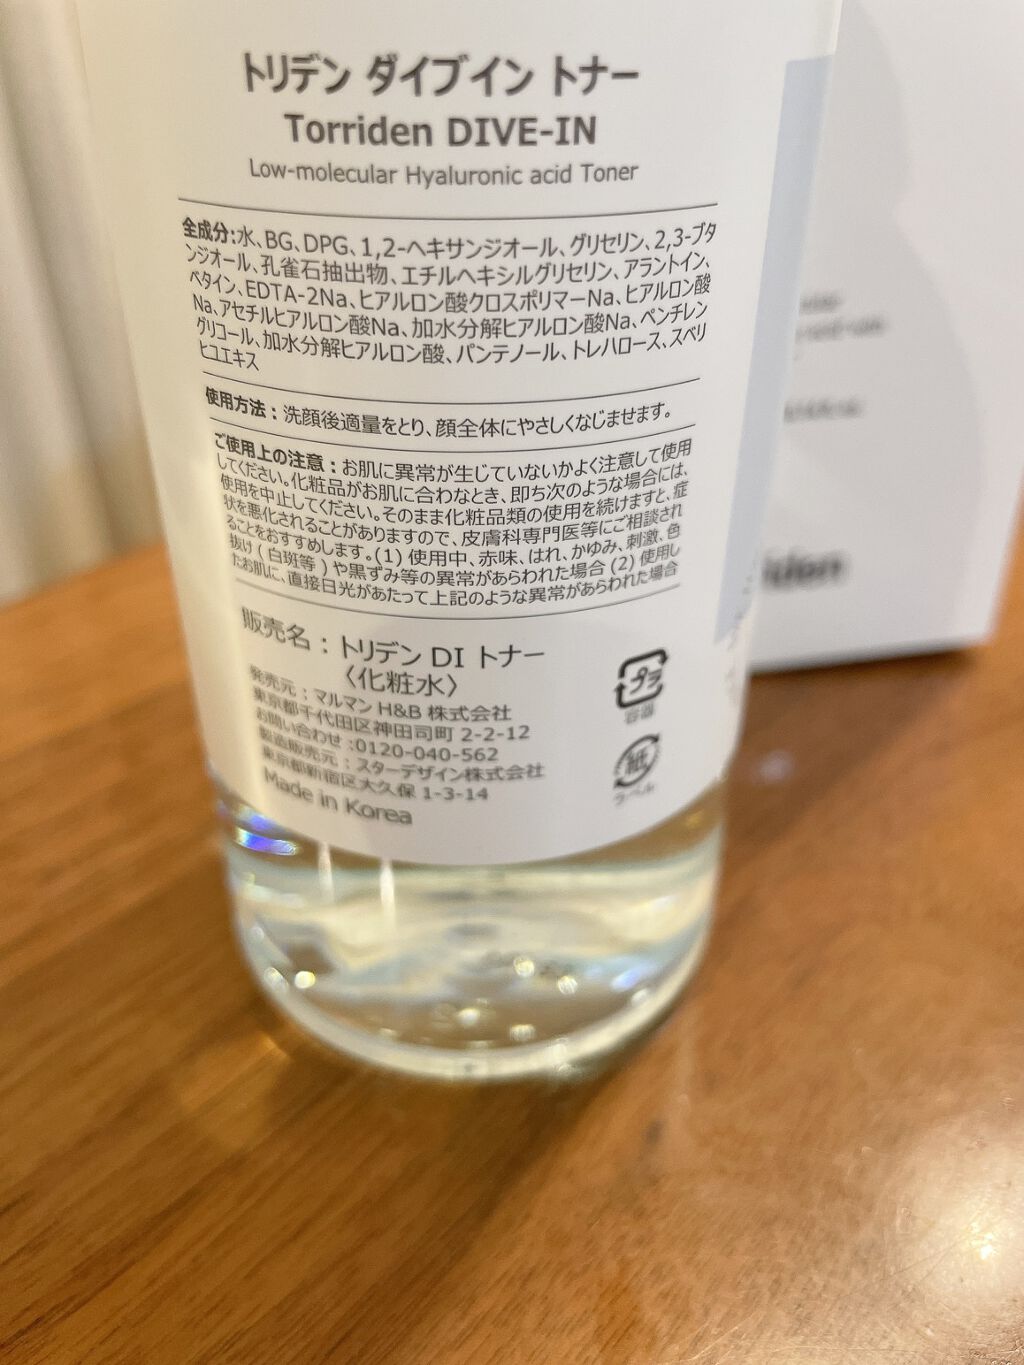 トリデン ダイブイン トナー
Torriden DIVE-IN
Low-molecular Hyaluronic acid Toner
全成分:水、BG、DPG、1,2-ヘキサンジオール、グリセリン、2,3-ブタ
ンジオール、孔雀石抽出物、エチルヘキシルグリセリン、アラントイン、
ベタイン、EDTA-2Na、ヒアルロン酸クロスポリマーNa、ヒアルロン酸
Na、アセチルヒアルロン酸Na、加水分解ヒアルロン酸Na、ペンチレン
グリコール、加水分解ヒアルロン酸、パンテノール、トレハロース、スベリ
ヒユエキス
使用方法：洗顔後適量をとり、顔全体にやさしくなじませます。
ご使用上の注意：お肌に異常が生じていないかよく注意して使用
してください。化粧品がお肌に合わなとき、即ち次のような場合には、
使用を中止してください。そのまま化粧品類の使用を続けますと、症
状を悪化されることがありますので、皮膚科専門医等にご相談され
ることをおすすめします。(1) 使用中、赤味、はれ、かゆみ、刺激、色
抜け ( 白斑等 ) や黒ずみ等の異常があらわれた場合 (2) 使用し
たお肌に、直接日光があたって上記のような異常があらわれた場合
販売名：トリデン DI トナー
〈化粧水〉
発売元：マルマン H&B 株式会社
東京都千代田区神田司町 2-2-12
お問い合わせ:0120-040-562
製造販売元：スターデザイン株式会社
東京都新宿区大久保 1-3-14
Made in Korea
プラ
容器
紙
ラベル
riden